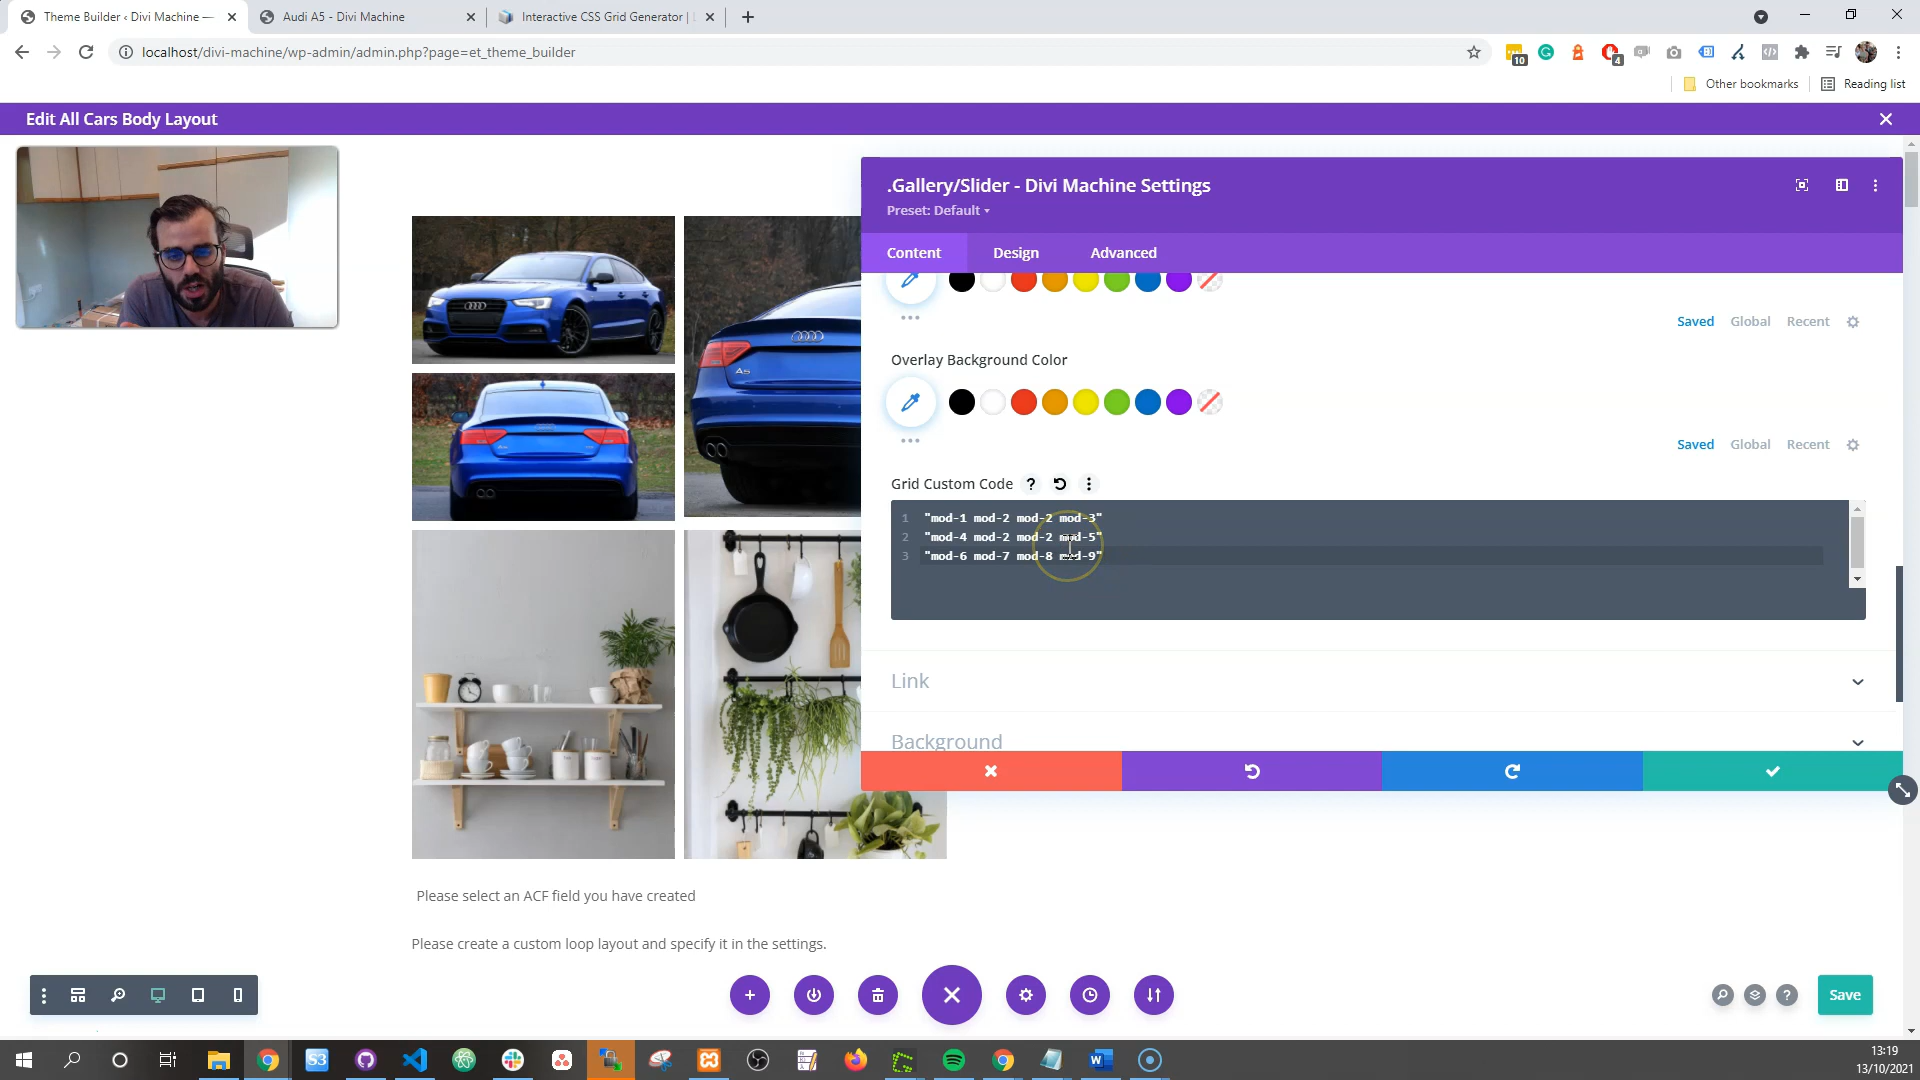 Theme Builder ‹ Divi Machine —
Audi A5 - Divi Machine
Interactive CSS Grid Generator |
localhost/divi-machine/wp-admin/admin.php?page=et_theme_builder
10
4
Other bookmarks
Reading list
Edit All Cars Body Layout
.Gallery/Slider - Divi Machine Settings
Preset: Default
Content
Design
Advanced
Saved
Global
Recent
Overlay Background Color
Saved
Global
Recent
Grid Custom Code
1 "mod-1 mod-2 mod-2 mod-3"
2 "mod-4 mod-2 mod-2 mod-5"
3 "mod-6 mod-7 mod-8 mod-9"
Link
Background
A5
Please select an ACF field you have created
Please create a custom loop layout and specify it in the settings.
Save
S3
13:19
13/10/2021